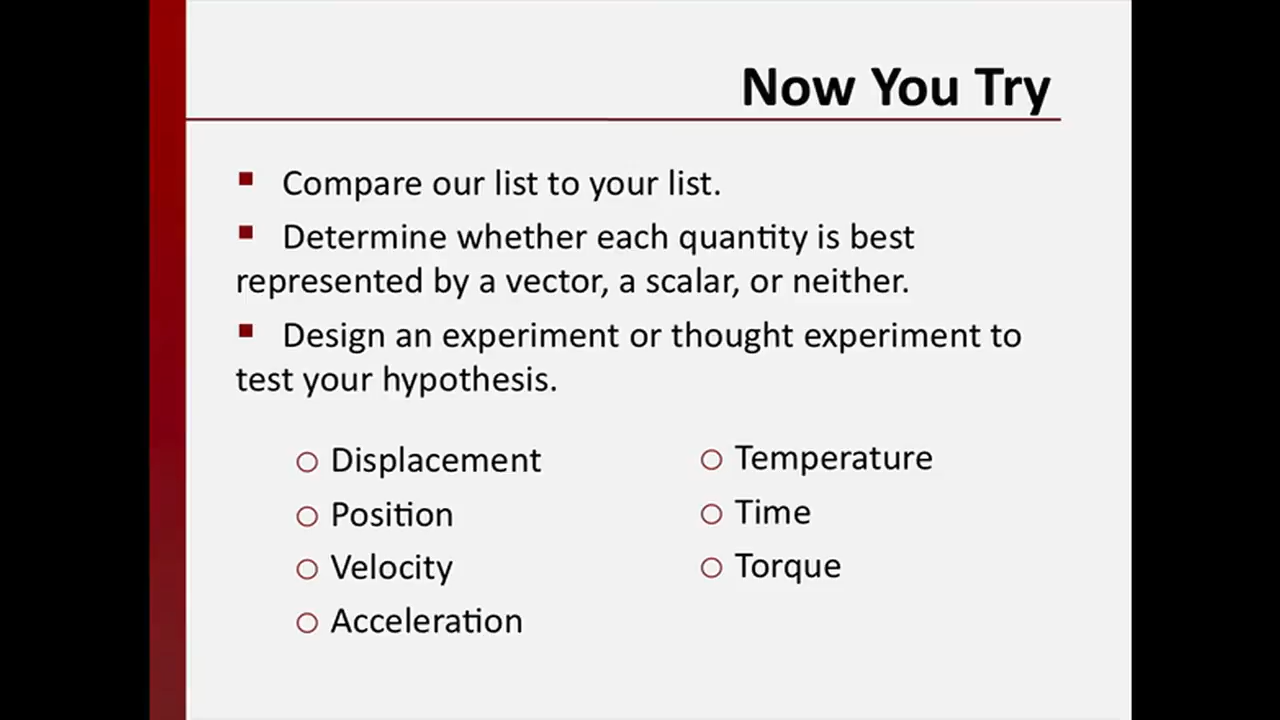 Now You Try
Compare our list to your list.
Determine whether each quantity is best
represented by a vector, a scalar, or neither.
Design an experiment or thought experiment to
test your hypothesis.
Displacement
Position
Velocity
Acceleration
Temperature
Time
Torque